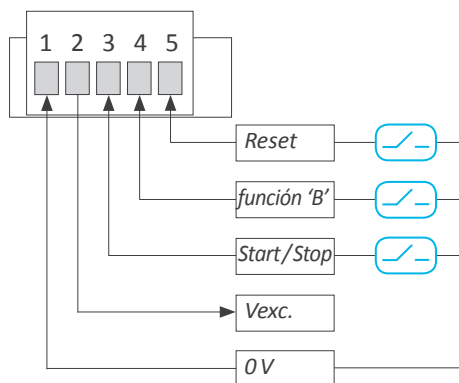 1 2 3 4 5
Reset
función ‘B’
Start/Stop
Vexc.
0 V